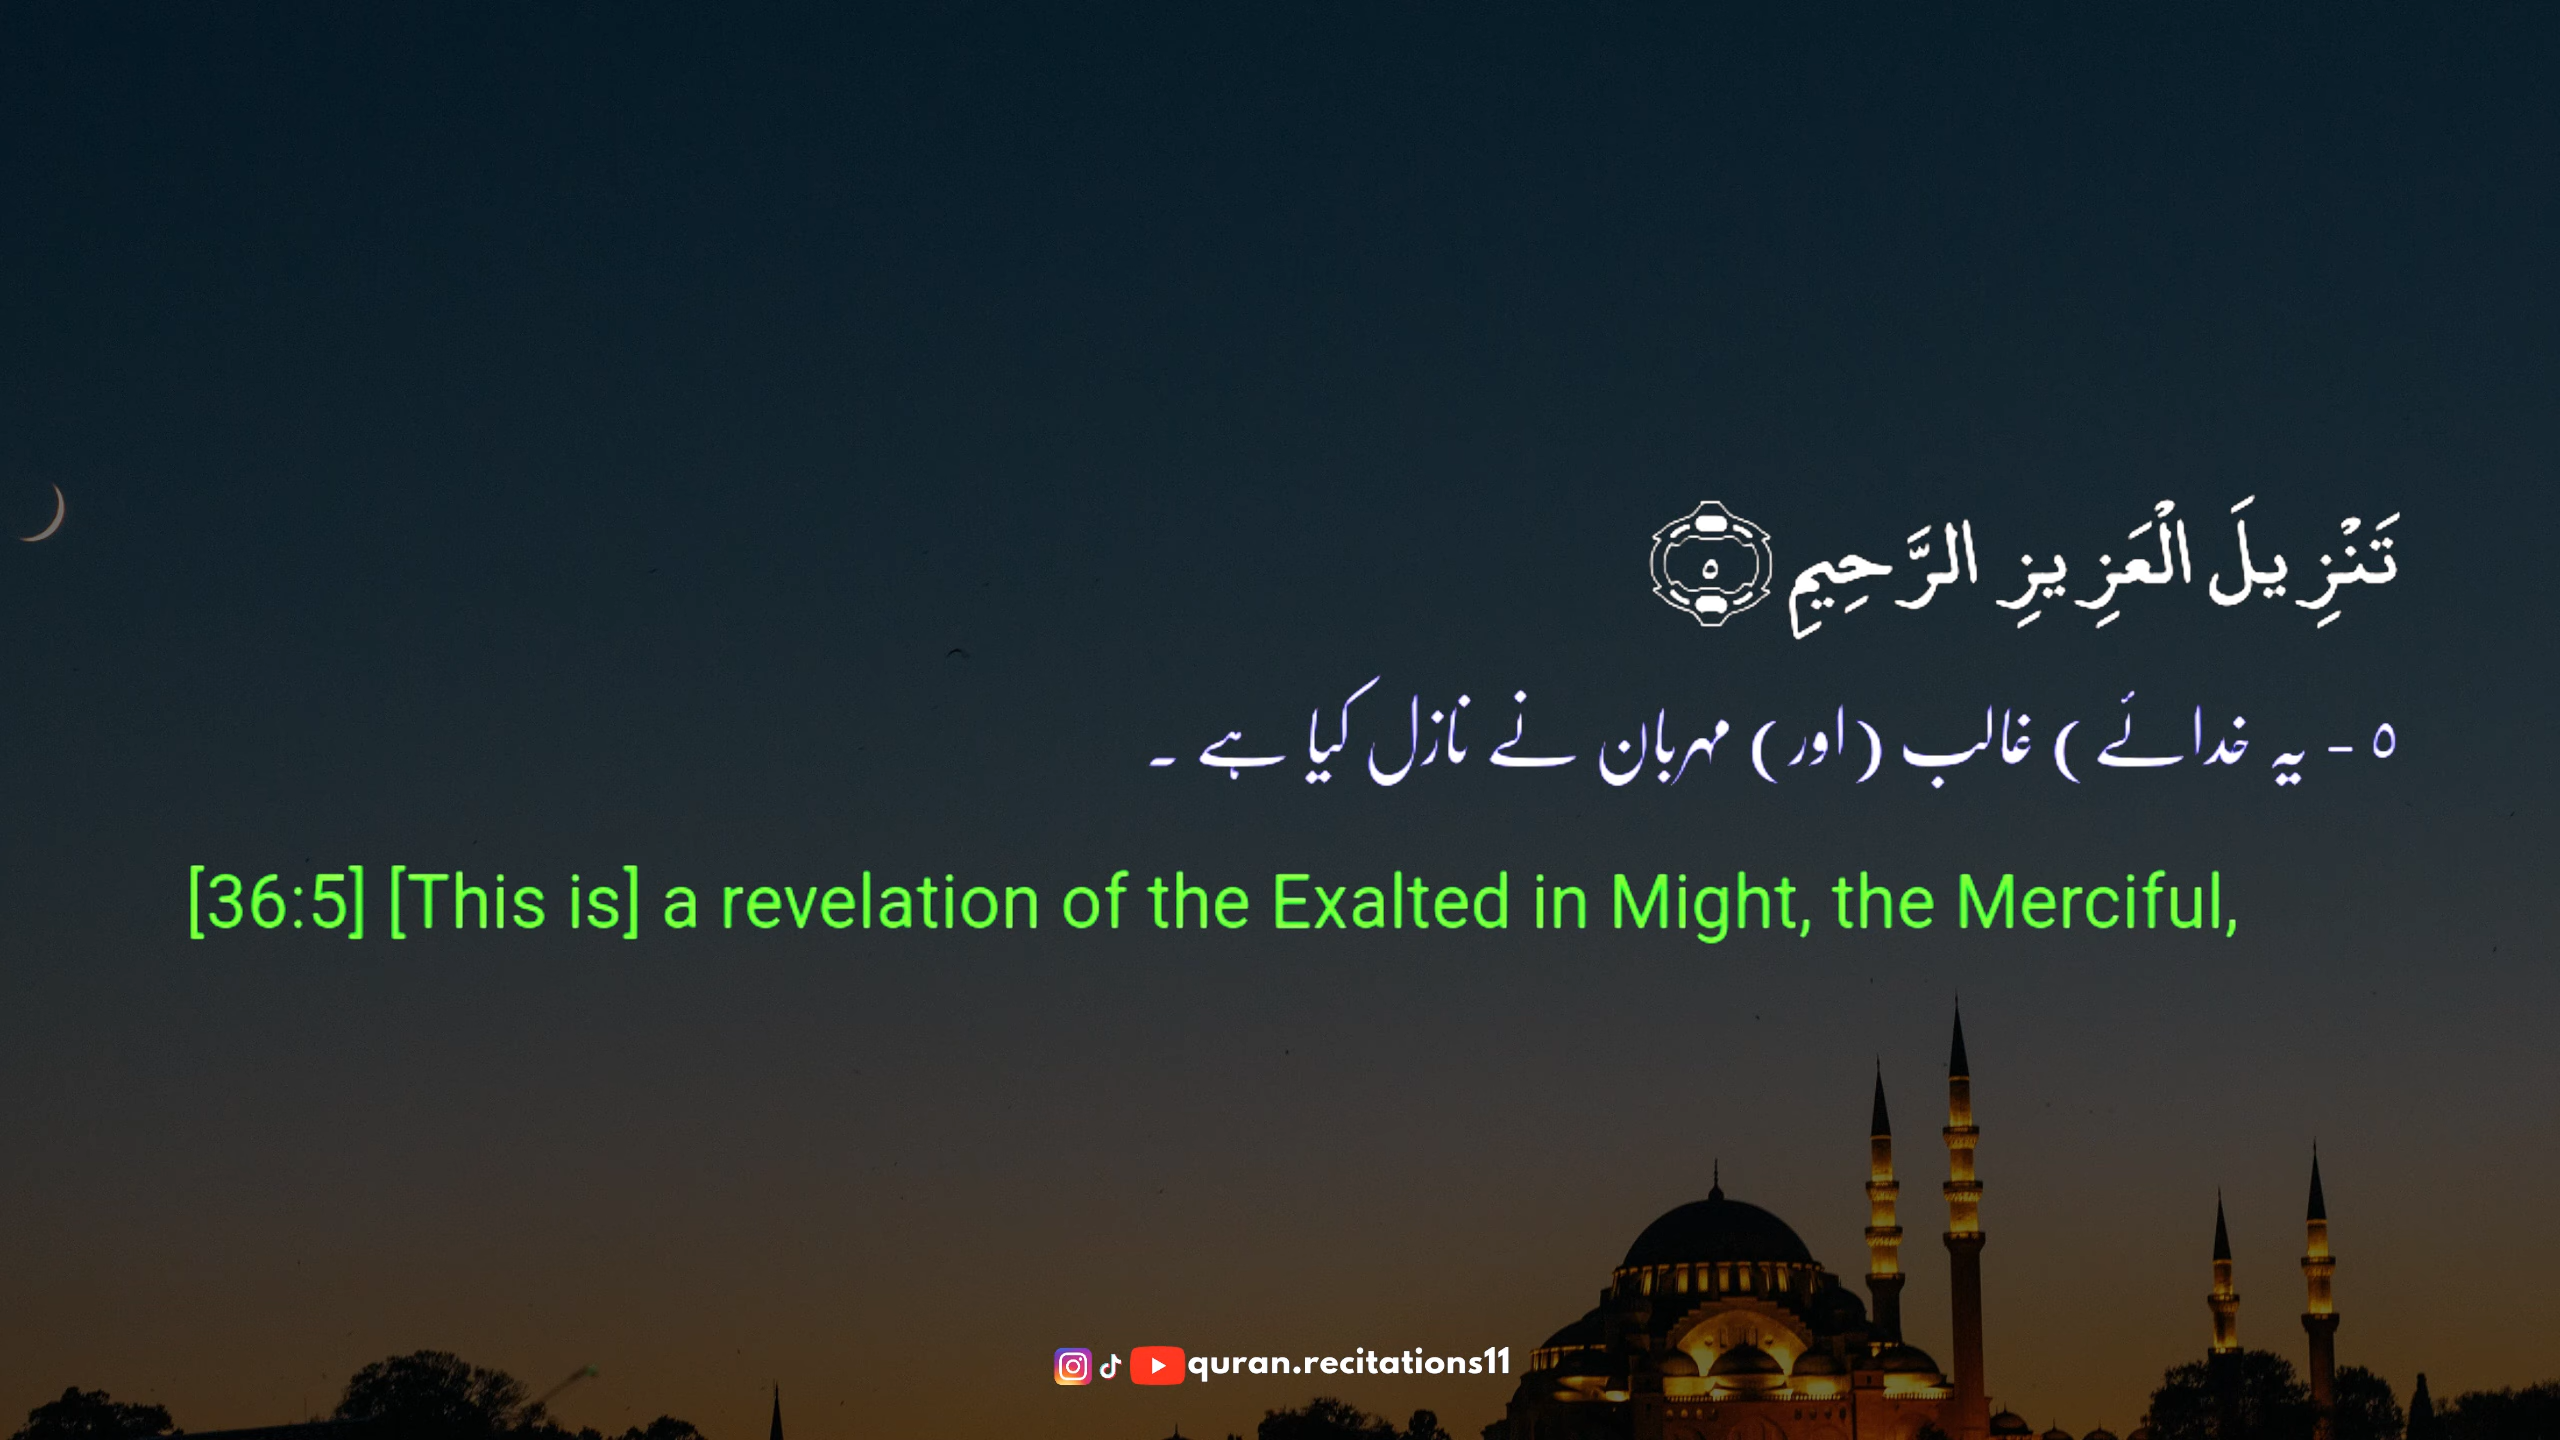 تَنْزِيلَ الْعَزِيزِ الرَّحِيمِ ٥
٥ - یہ خدائے ) غالب (اور) مہربان نے نازل کیا ہے ۔
[36:5] [This is] a revelation of the Exalted in Might, the Merciful,
quran.recitations11